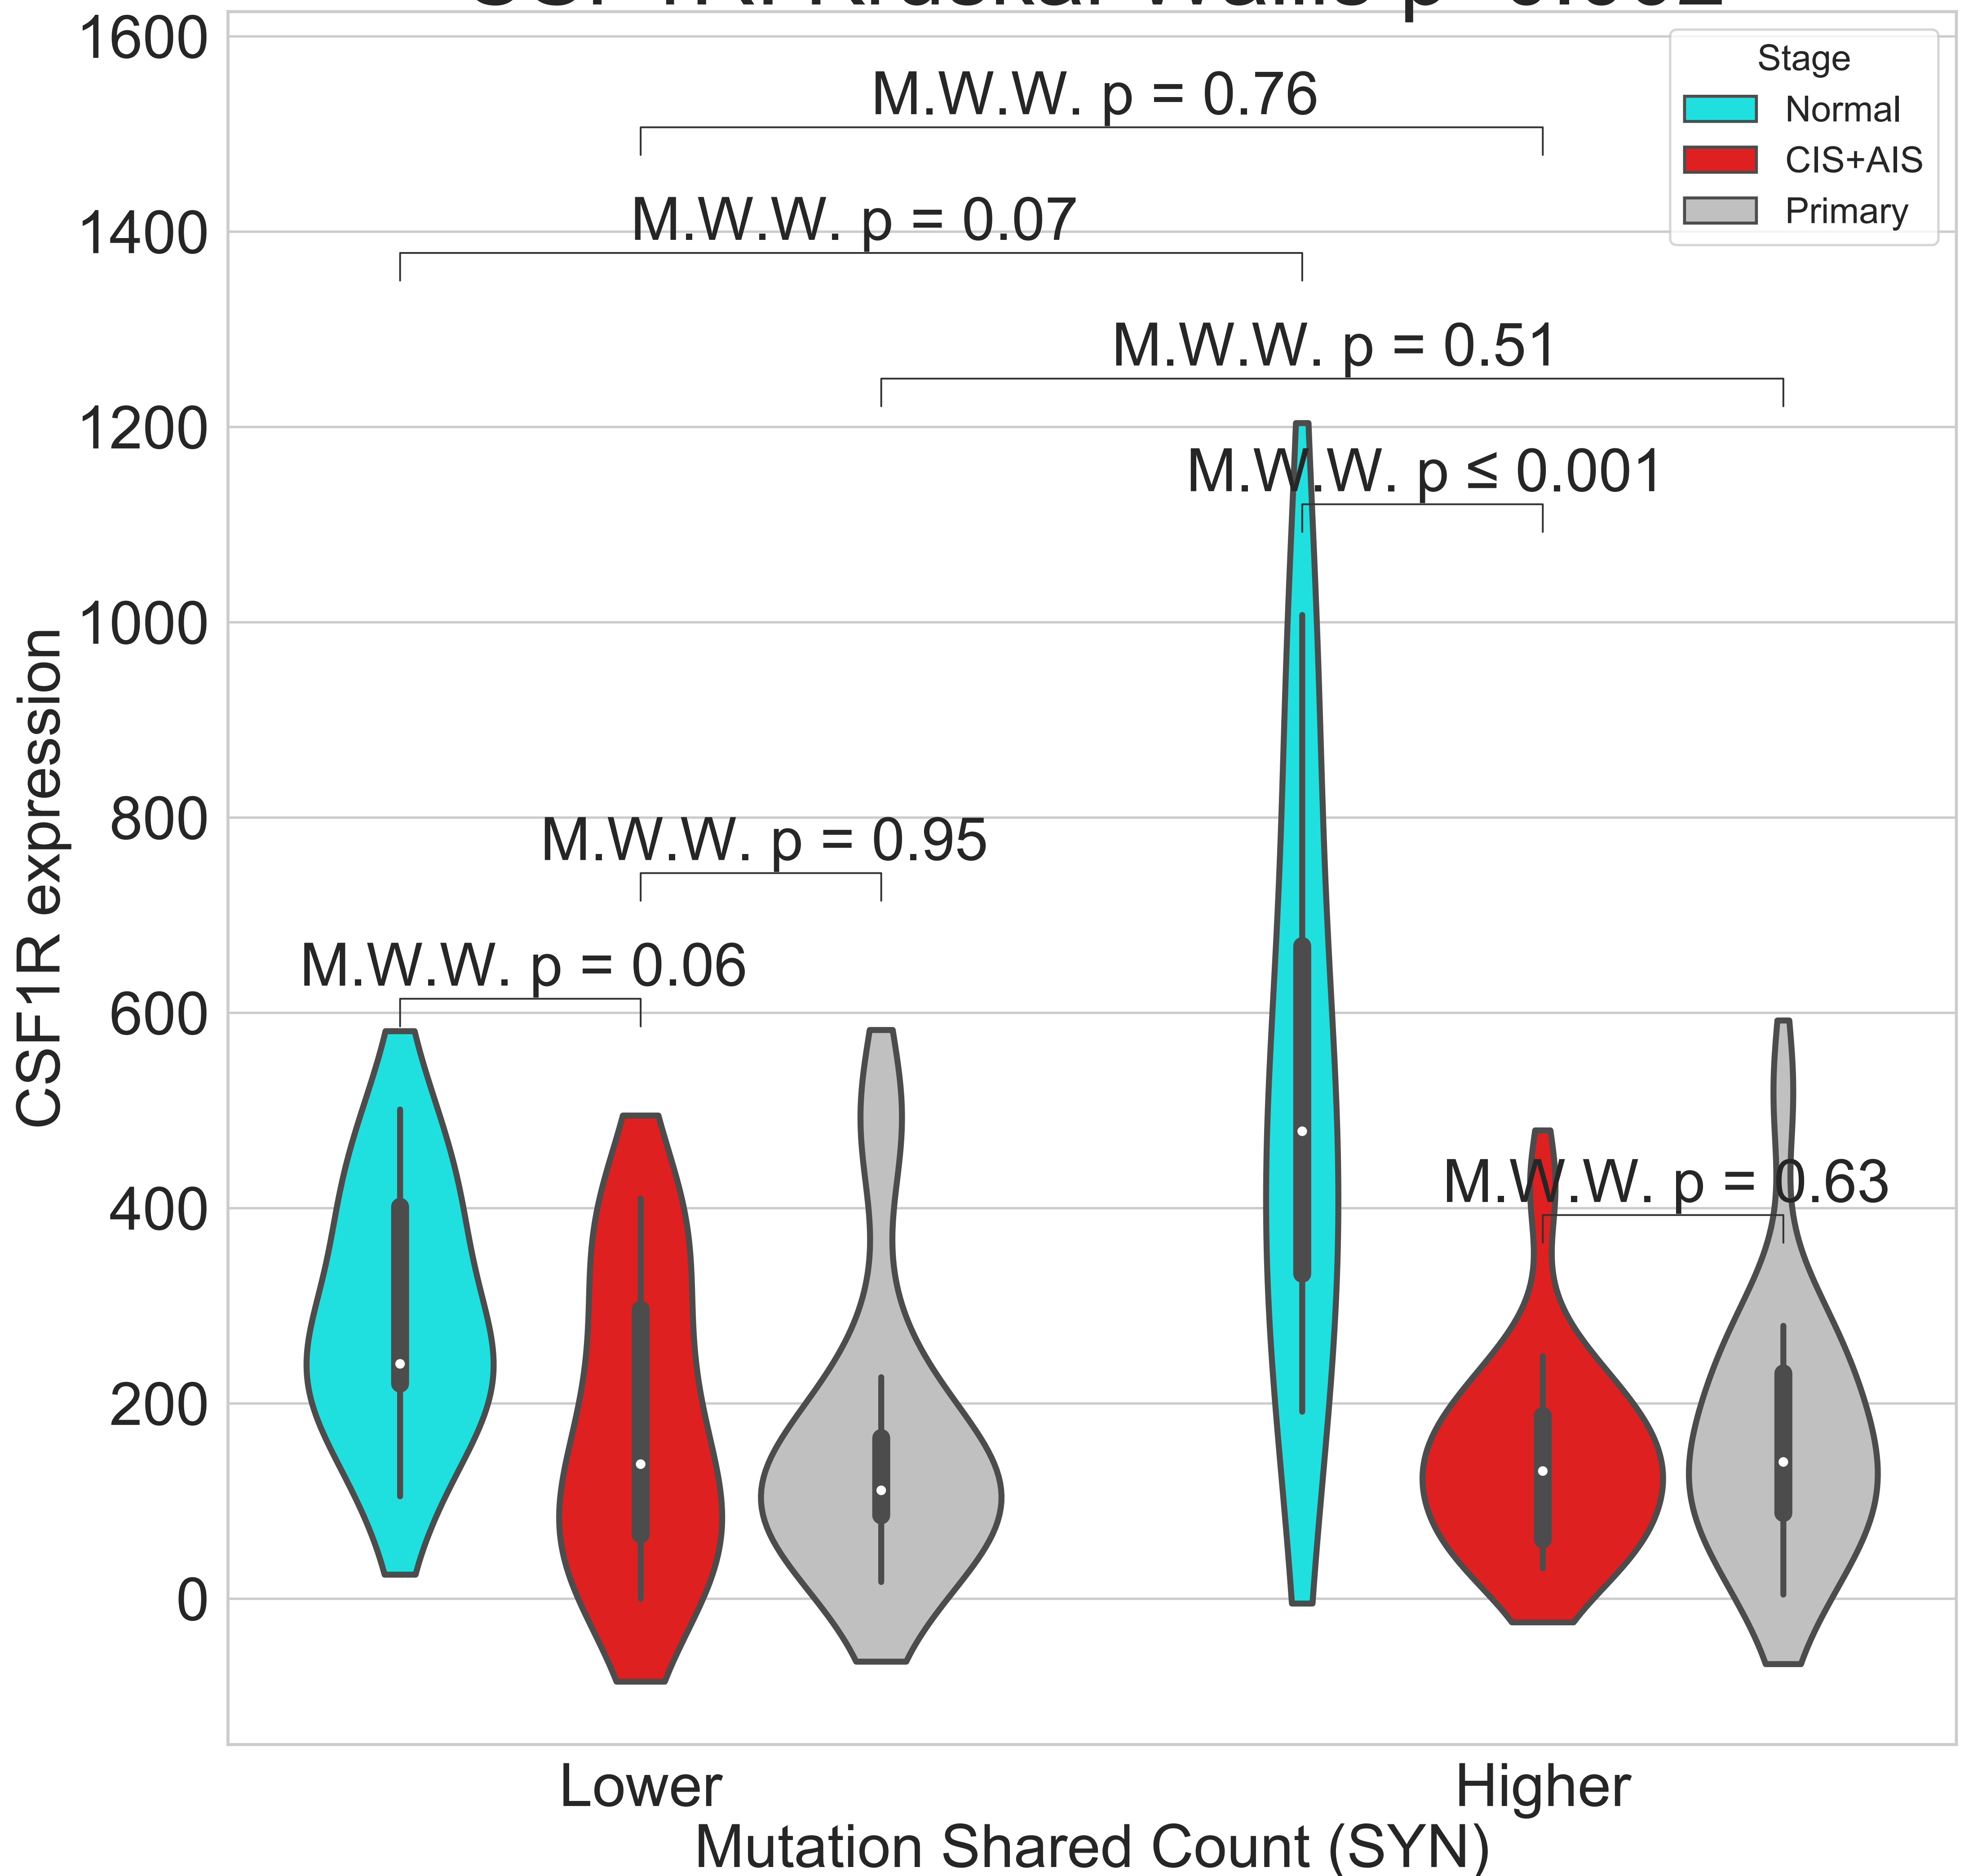 1600
1400
1200
1000
800
600
400
200
0
CSF1R expression
Stage
Normal
CIS+AIS
Primary
M.W.W. p = 0.76
M.W.W. p = 0.07
M.W.W. p = 0.51
M.W.W. p ≤ 0.001
M.W.W. p = 0.95
M.W.W. p = 0.06
M.W.W. p = 0.63
Lower
Higher
Mutation Shared Count (SYN)